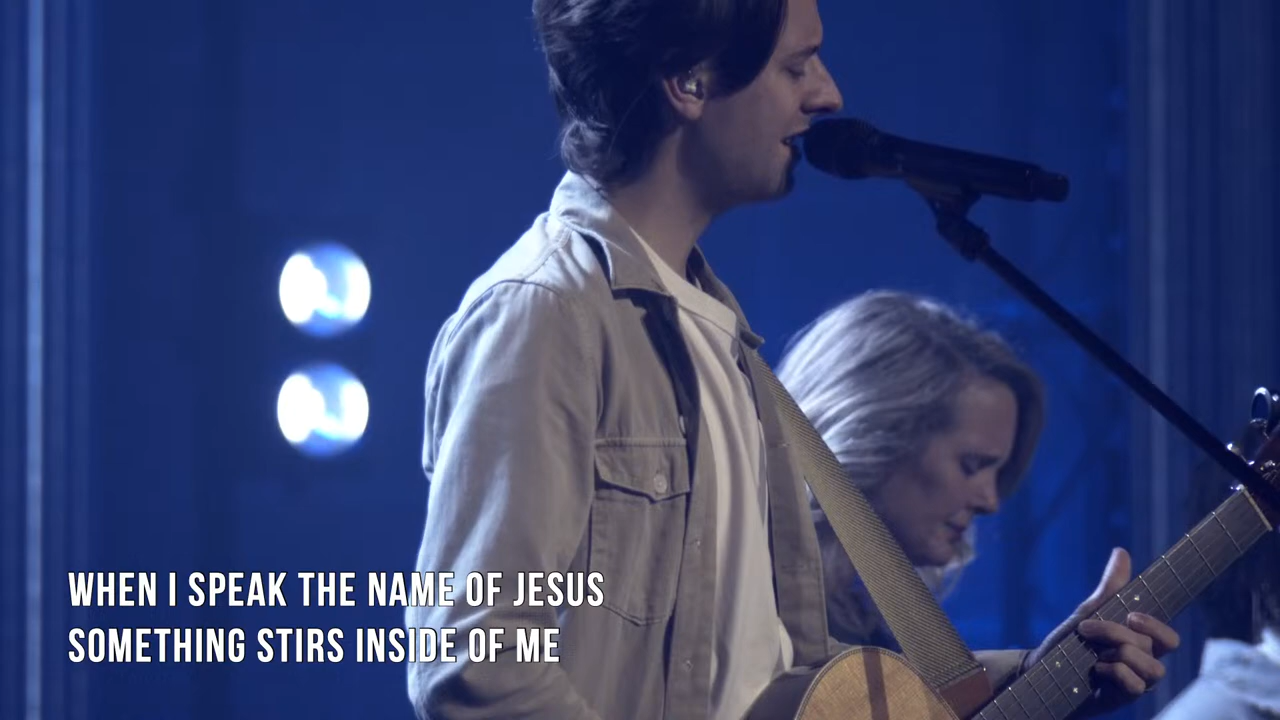 WHEN I SPEAK THE NAME OF JESUS
SOMETHING STIRS INSIDE OF ME